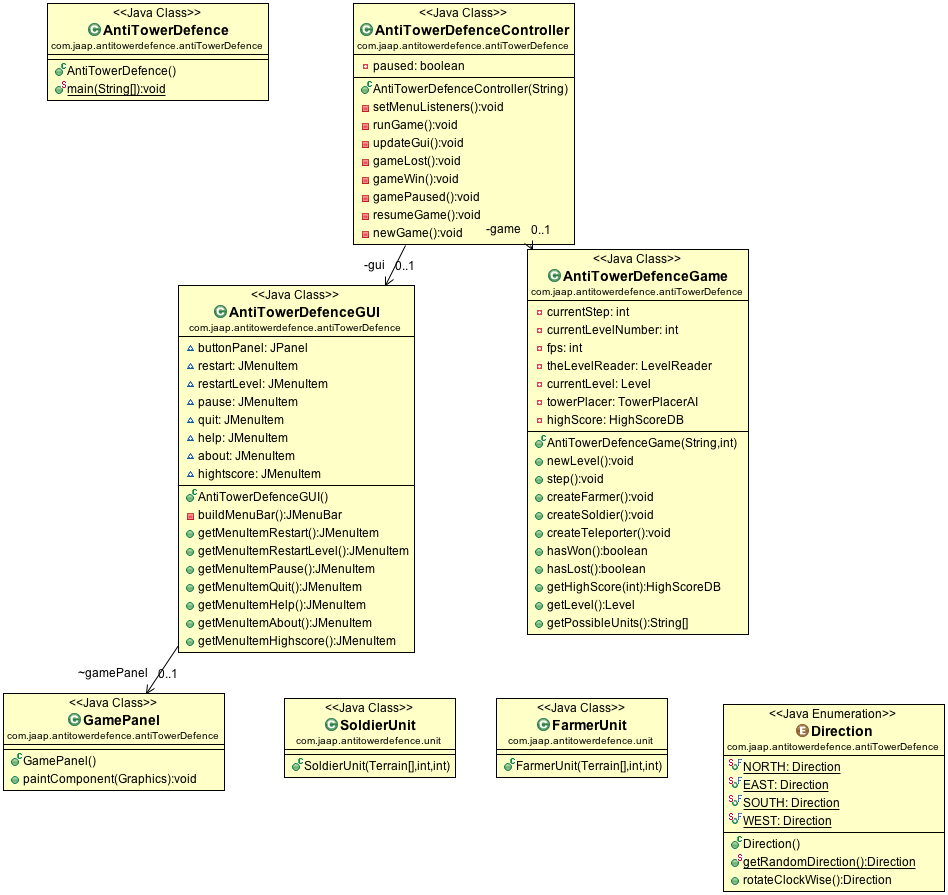 <<Java Class>>
AntiTowerDefence
com.jaap.antitowerdefence.antiTowerDefence
AntiTowerDefence()
main(String[]):void
<<Java Class>>
AntiTowerDefenceController
com.jaap.antitowerdefence.antiTowerDefence
paused: boolean
AntiTowerDefenceController(String)
setMenuListeners():void
runGame():void
updateGui():void
gameLost():void
gameWin():void
gamePaused():void
resumeGame():void
newGame():void
-game 0..1
-gui 0..1
<<Java Class>>
AntiTowerDefenceGame
com.jaap.antitowerdefence.antiTowerDefence
currentStep: int
currentLevelNumber: int
fps: int
theLevelReader: LevelReader
currentLevel: Level
towerPlacer: TowerPlacerAI
highScore: HighScoreDB
AntiTowerDefenceGame(String,int)
newLevel():void
step():void
createFarmer():void
createSoldier():void
createTeleporter():void
hasWon():boolean
hasLost():boolean
getHighScore(int):HighScoreDB
getLevel():Level
getPossibleUnits():String[]
<<Java Class>>
AntiTowerDefenceGUI
com.jaap.antitowerdefence.antiTowerDefence
buttonPanel: JPanel
restart: JMenuItem
restartLevel: JMenuItem
pause: JMenuItem
quit: JMenuItem
help: JMenuItem
about: JMenuItem
hightscore: JMenuItem
AntiTowerDefenceGUI()
buildMenuBar():JMenuBar
getMenuItemRestart():JMenuItem
getMenuItemRestartLevel():JMenuItem
getMenuItemPause():JMenuItem
getMenuItemQuit():JMenuItem
getMenuItemHelp():JMenuItem
getMenuItemAbout():JMenuItem
getMenuItemHighscore():JMenuItem
~gamePanel 0..1
<<Java Class>>
GamePanel
com.jaap.antitowerdefence.antiTowerDefence
GamePanel()
paintComponent(Graphics):void
<<Java Class>>
SoldierUnit
com.jaap.antitowerdefence.unit
SoldierUnit(Terrain[],int,int)
<<Java Class>>
FarmerUnit
com.jaap.antitowerdefence.unit
FarmerUnit(Terrain[],int,int)
<<Java Enumeration>>
Direction
com.jaap.antitowerdefence.antiTowerDefence
NORTH: Direction
EAST: Direction
SOUTH: Direction
WEST: Direction
Direction()
getRandomDirection():Direction
rotateClockWise():Direction